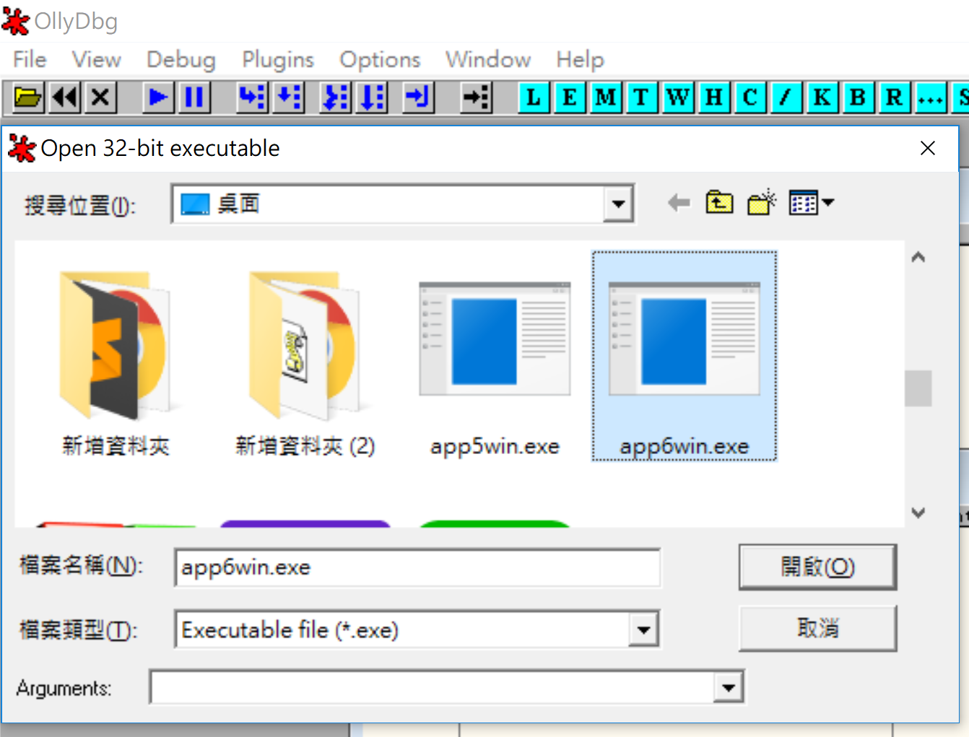 OllyDbg
File View Debug Plugins Options Window Help
L E M T W H C / K B R ... S
Open 32-bit executable
搜尋位置(I): 桌面
新增資料夾 新增資料夾 (2) app5win.exe app6win.exe
檔案名稱(N): app6win.exe 開啟(O)
檔案類型(T): Executable file (*.exe) 取消
Arguments: